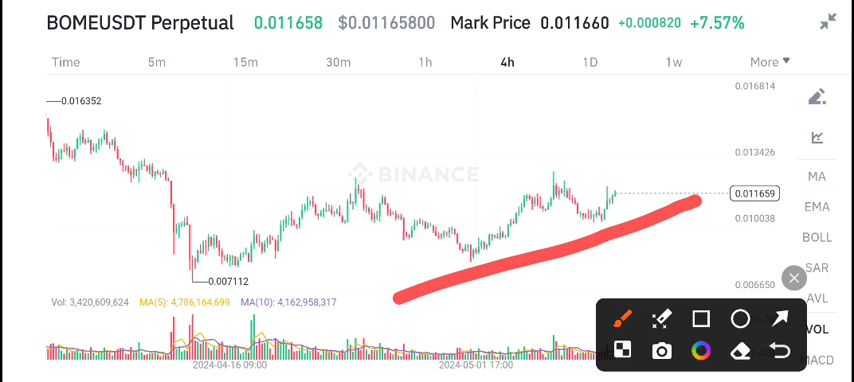 BOMEUSDT Perpetual 0.011658 $0.01165800 Mark Price 0.011660 +0.000820 +7.57%
Time 5m 15m 30m 1h 4h 1D 1w More
0.016814
0.016352
0.013426
BINANCE
MA
0.011659
EMA
0.010038
BOLL
SAR
0.007112
0.006650
AVL
Vol: 3,420,609,624 MA(5): 4,786,164,699 MA(10): 4,162,958,317
VOL
MACD
2024-04-16 09:00 2024-05-01 17:00